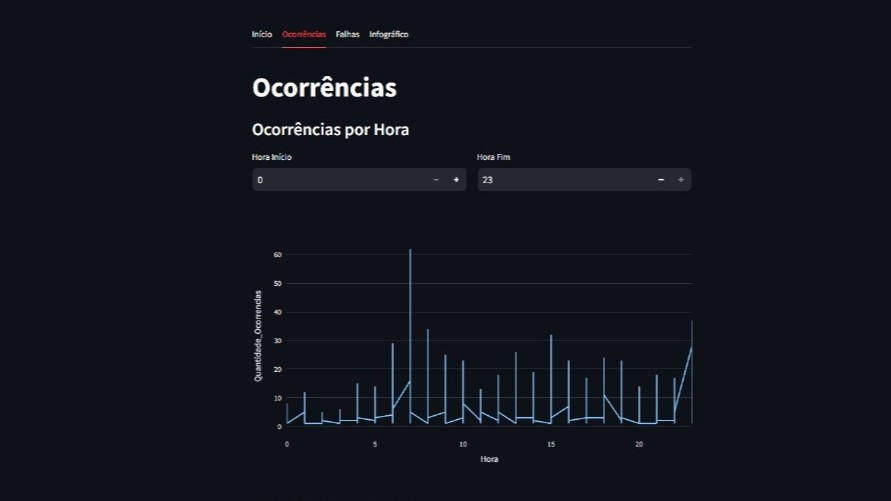 Início Ocorrências Falhas Infográfico
Ocorrências
Ocorrências por Hora
Hora Início Hora Fim
0 - + 23 - +
60
50
40
30
20
10
0
Quantidade_Ocorrencias
0 5 10 15 20
Hora